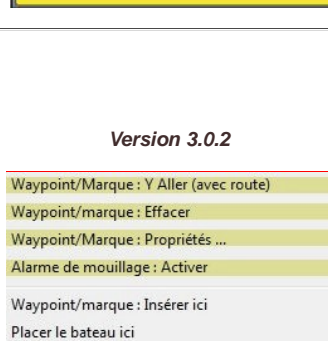 Version 3.0.2
Waypoint/Marque : Y Aller (avec route)
Waypoint/marque : Effacer
Waypoint/Marque : Propriétés ...
Alarme de mouillage : Activer
Waypoint/marque : Insérer ici
Placer le bateau ici